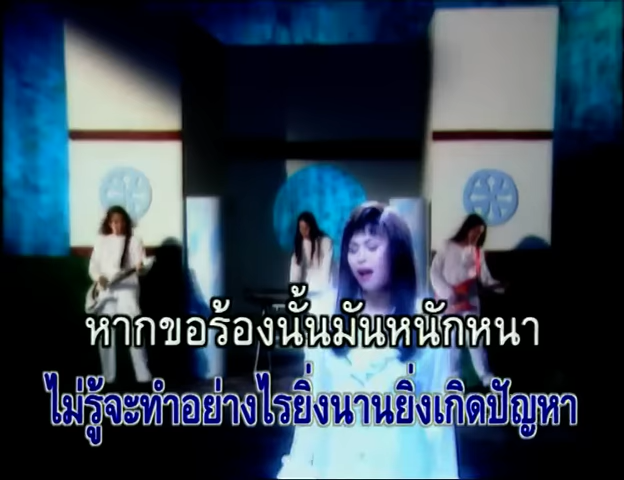 หากขอร้องนั้นมันหนักหนา
ไม่รู้จะทำอย่างไรยิ่งนานยิ่งเกิดปัญหา